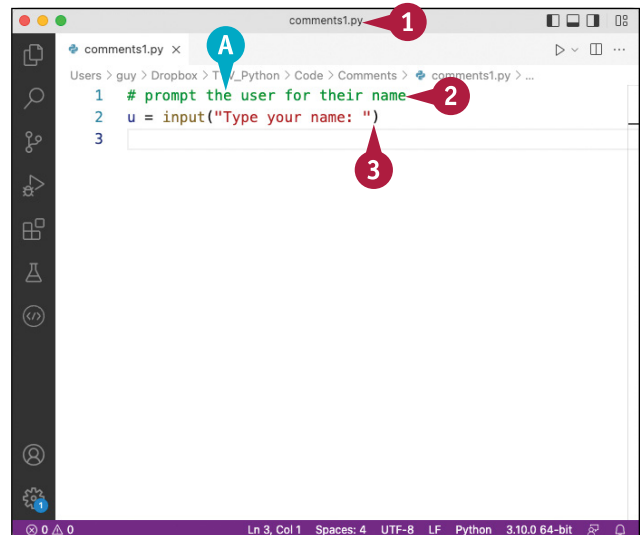 comments1.py
1
comments1.py ×
A
Users > guy > Dropbox > > Code > Comments > comments1.py > ...
1 # prompt the user for their name
2
2 u = input("Type your name: ")
3
3
1
0 0
Ln 3, Col 1 Spaces: 4 UTF-8 LF Python 3.10.0 64-bit